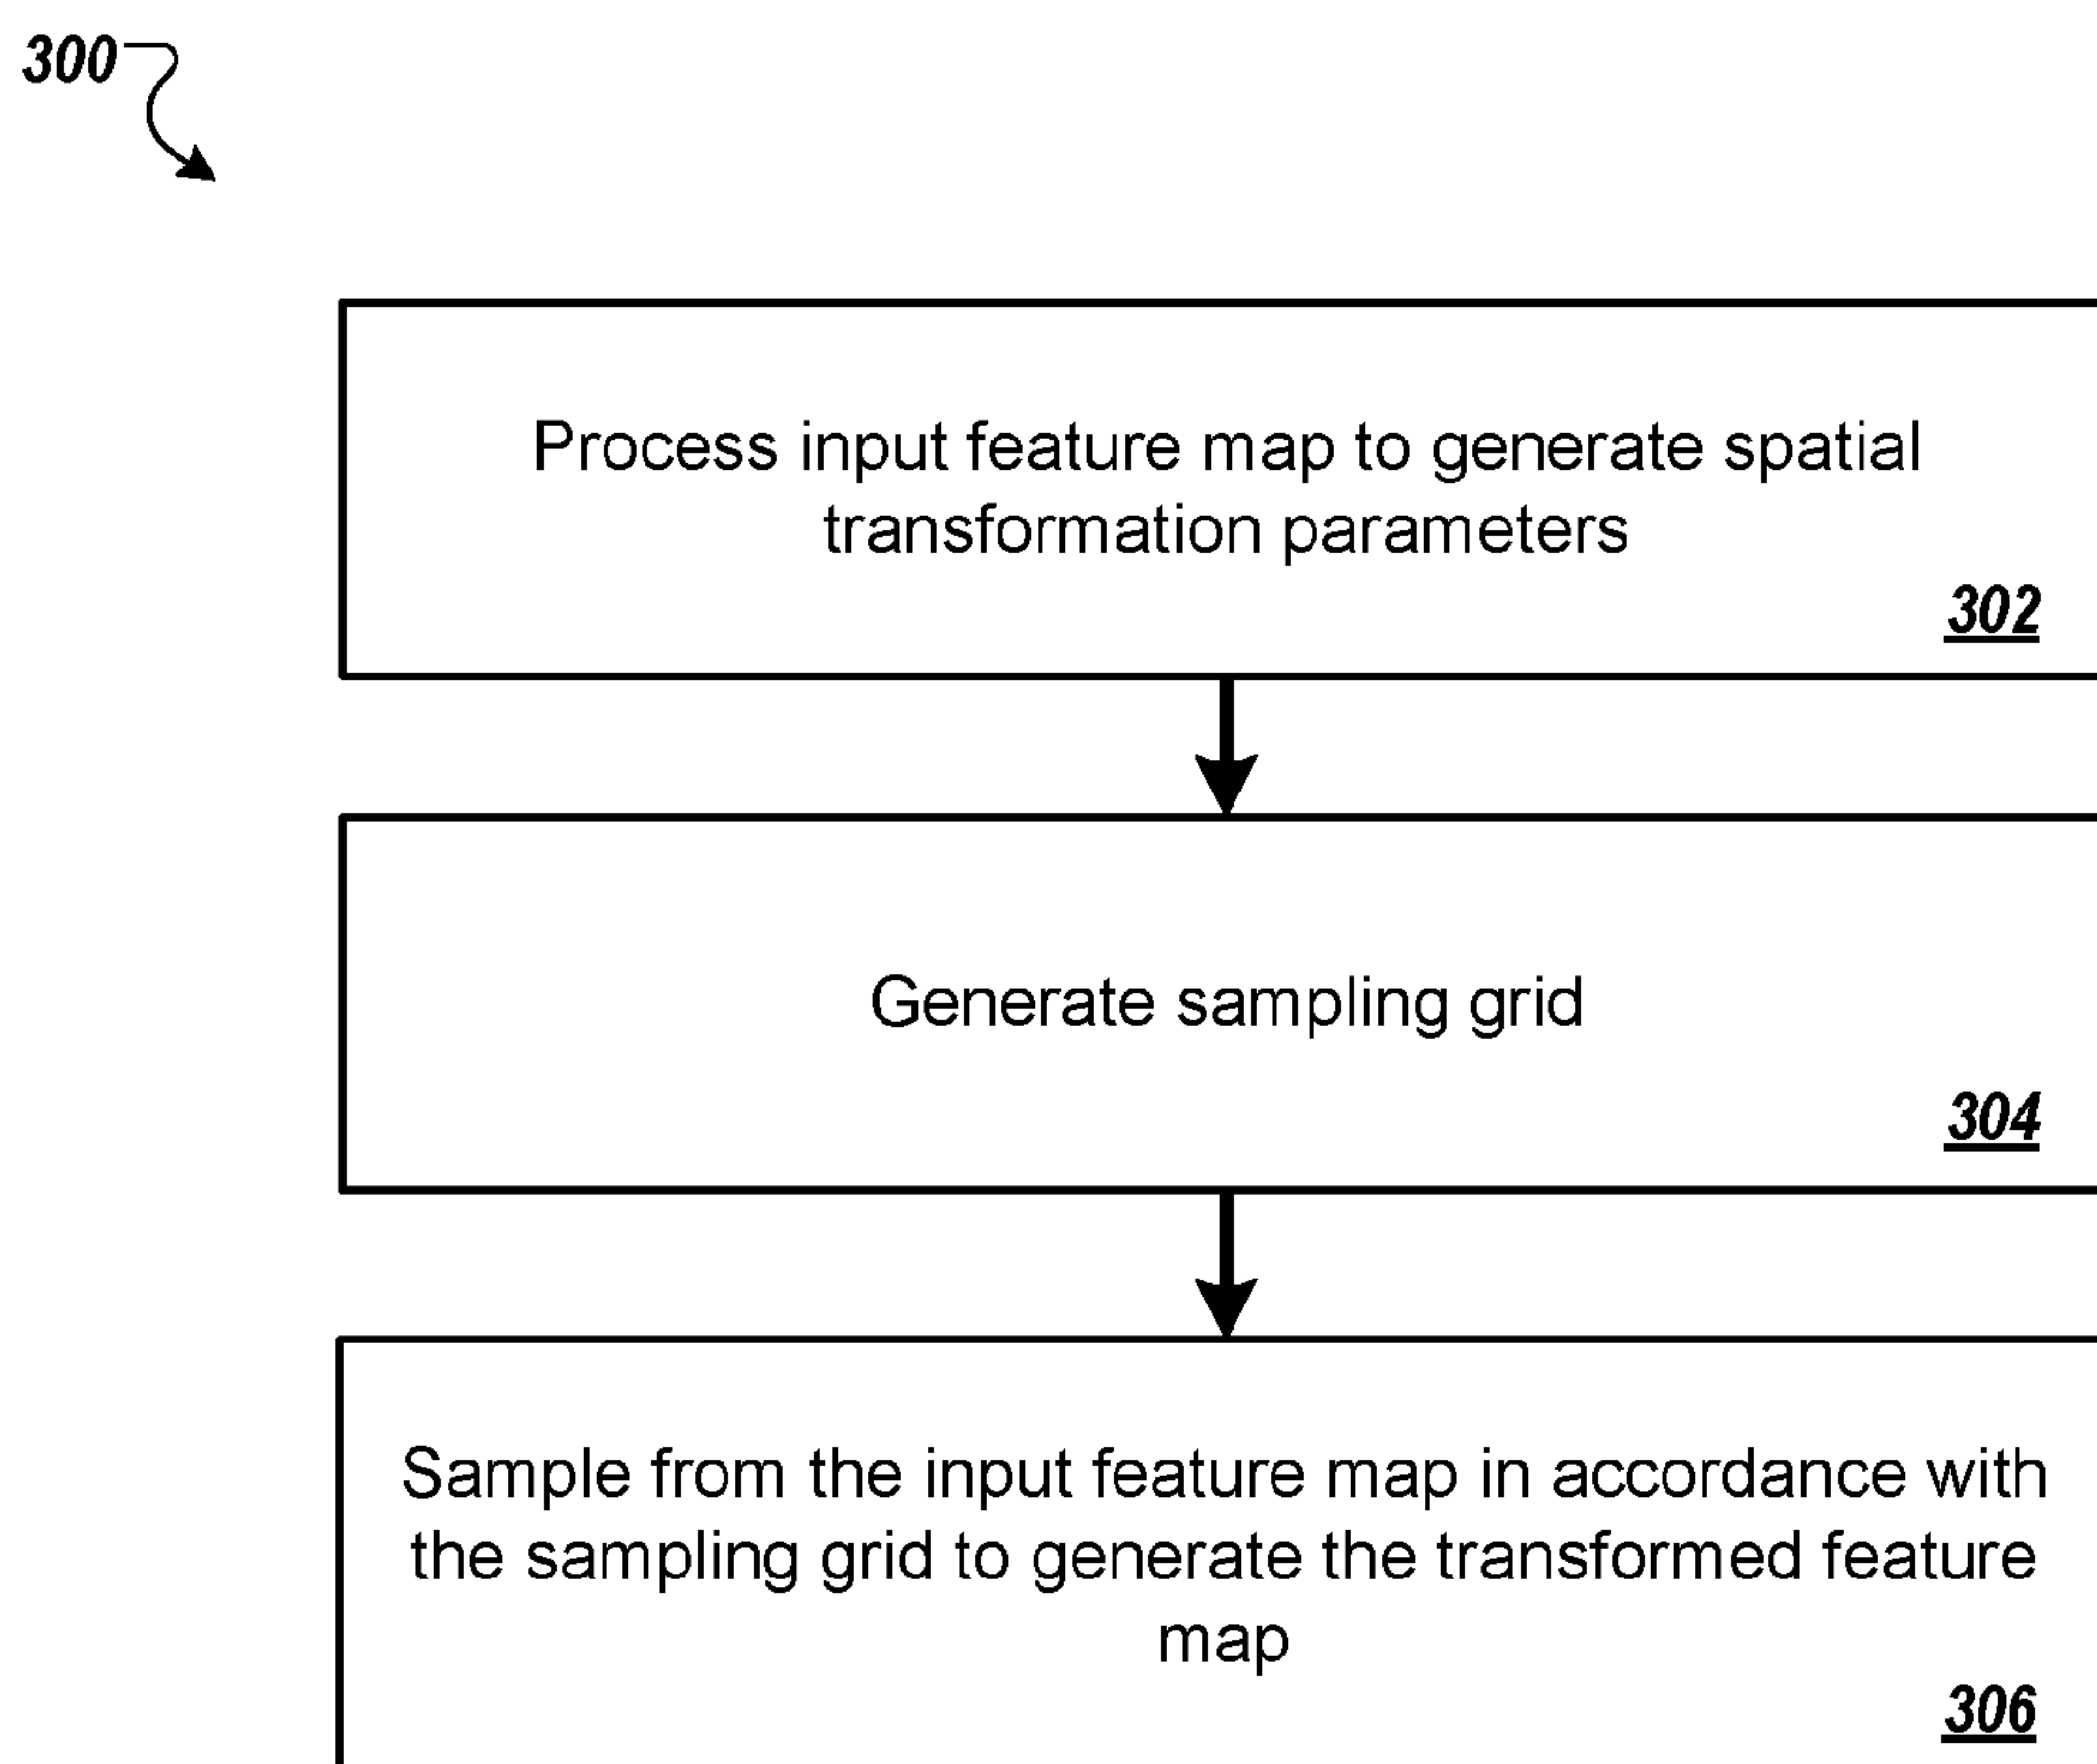 300
Process input feature map to generate spatial
transformation parameters
302
Generate sampling grid
304
Sample from the input feature map in accordance with
the sampling grid to generate the transformed feature
map
306